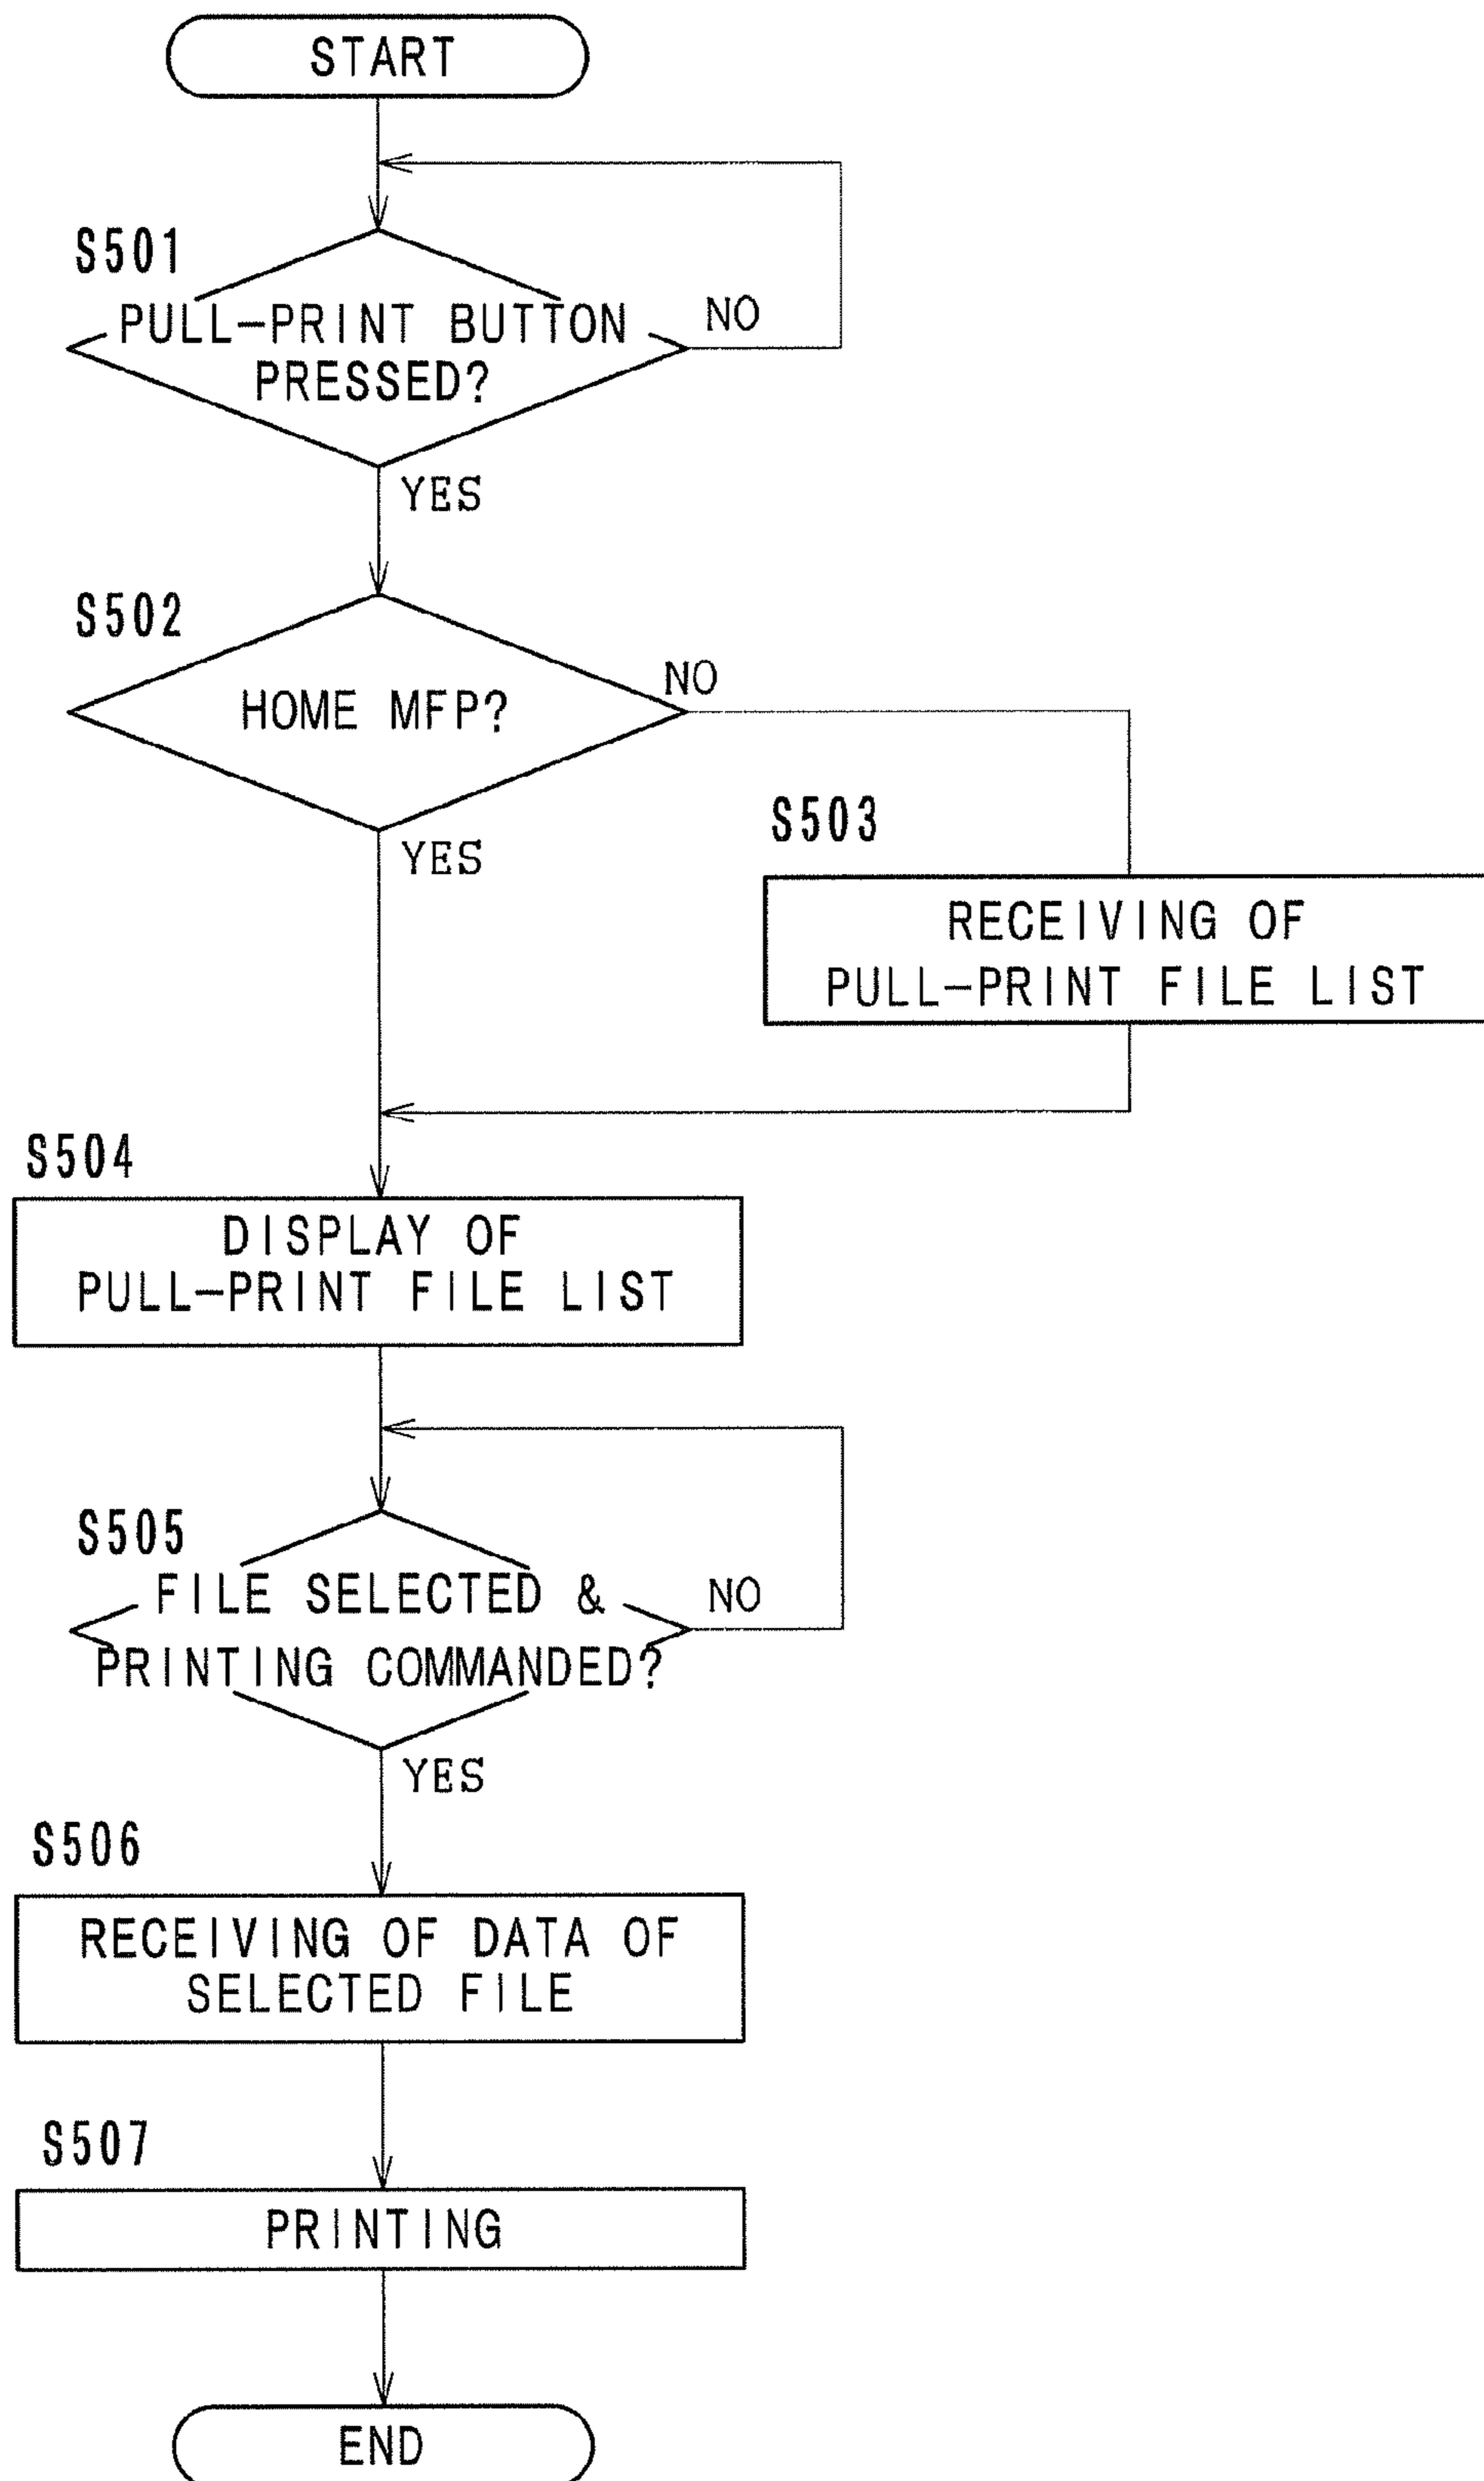 START
S501
PULL-PRINT BUTTON
PRESSED?
NO
YES
S502
HOME MFP?
NO
YES
S503
RECEIVING OF
PULL-PRINT FILE LIST
S504
DISPLAY OF
PULL-PRINT FILE LIST
S505
FILE SELECTED &
PRINTING COMMANDED?
NO
YES
S506
RECEIVING OF DATA OF
SELECTED FILE
S507
PRINTING
END